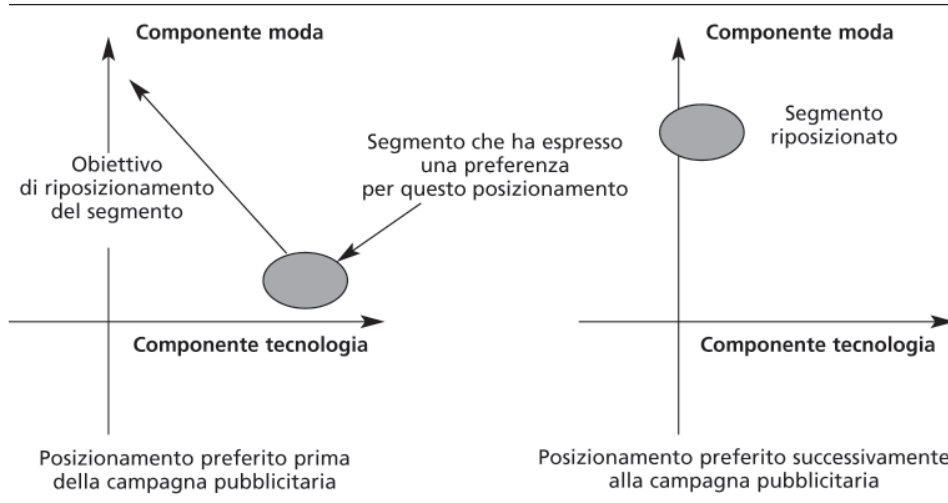 Componente moda
Obiettivo
di riposizionamento
del segmento
Segmento che ha espresso
una preferenza
per questo posizionamento
Componente tecnologia
Posizionamento preferito prima
della campagna pubblicitaria
Componente moda
Segmento
riposizionato
Componente tecnologia
Posizionamento preferito successivamente
alla campagna pubblicitaria